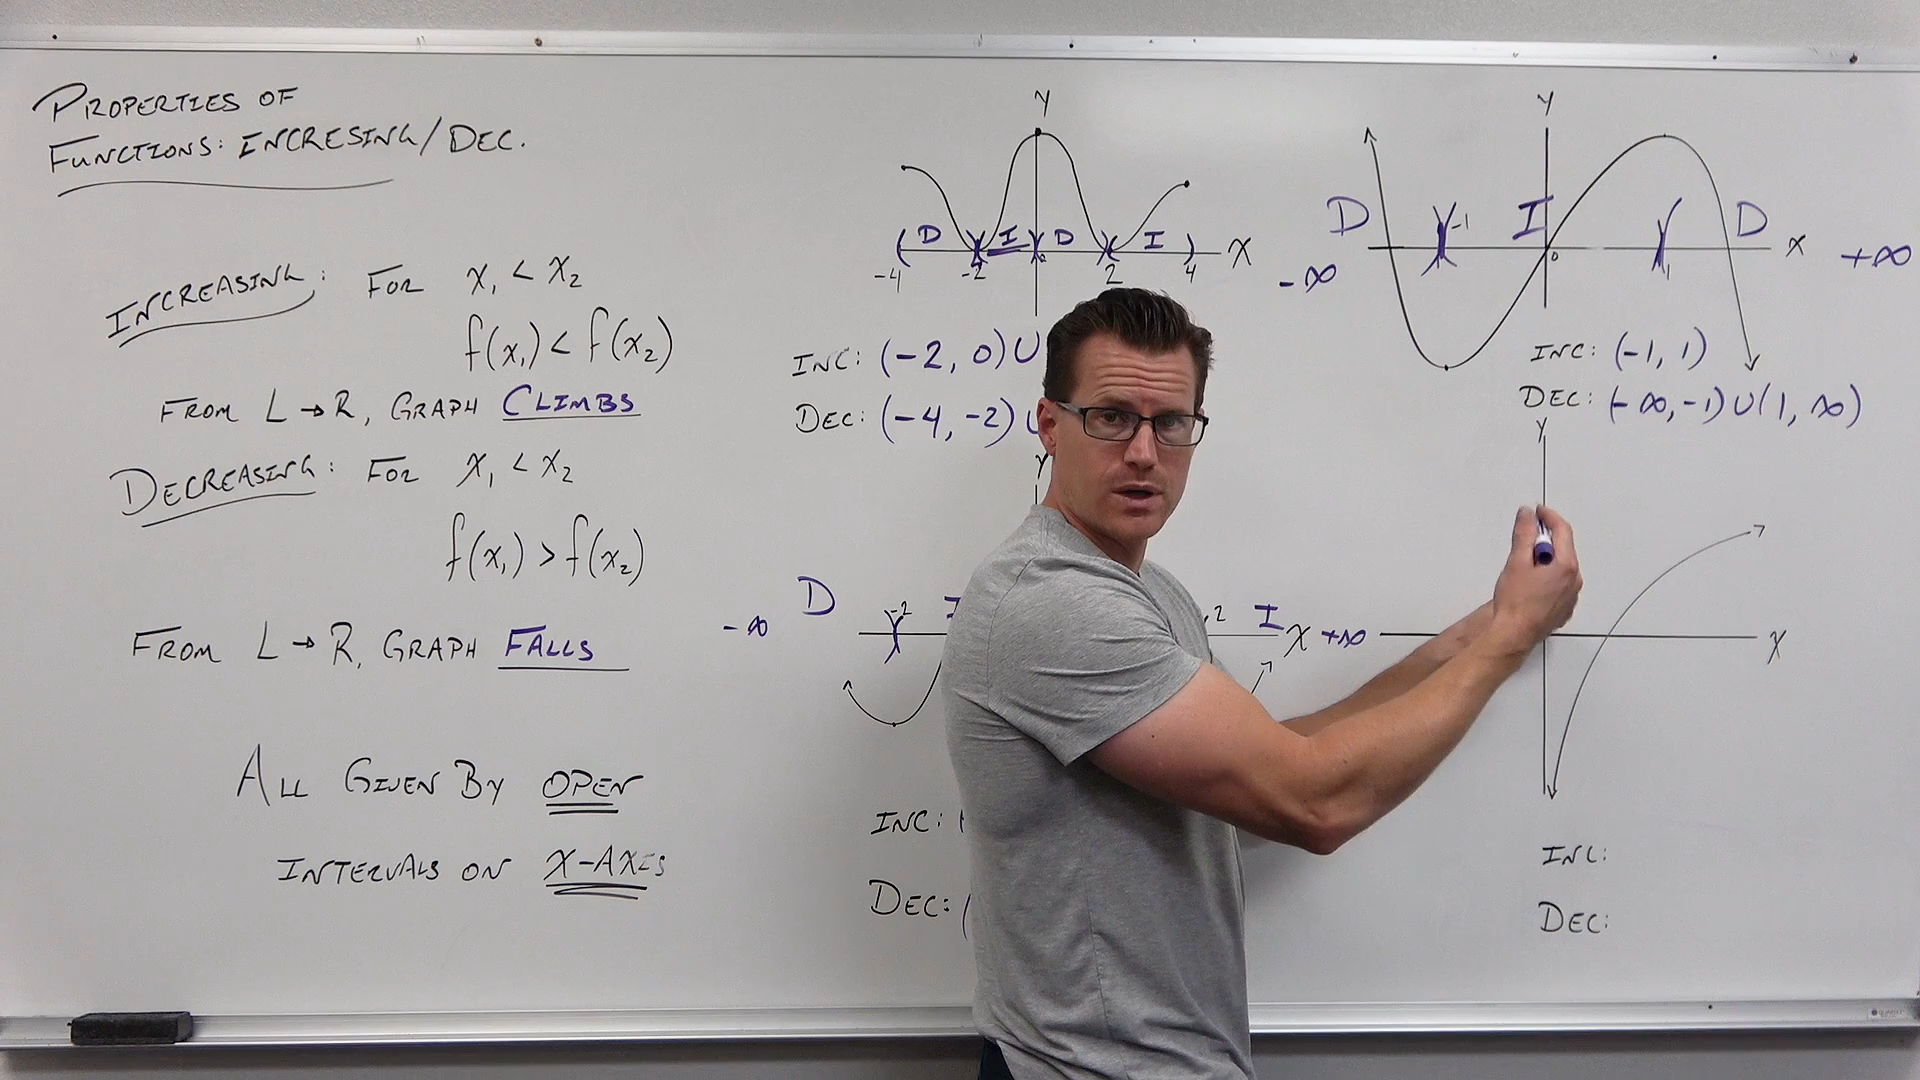 PROPERTIES OF
FUNCTIONS: INCRESING/DEC.
INCREASING: FOR x₁ < x₂
f(x₁) < f(x₂)
FROM L→R, GRAPH CLIMBS
DECREASING: FOR x₁ < x₂
f(x₁) > f(x₂)
FROM L→R, GRAPH FALLS
ALL GIVEN BY OPEN
INTERVALS ON X-AXIS
y
D I D I
x
-4 -2 2 4
INC: (-2, 0) ∪
DEC: (-4, -2) ∪
y
D -1 I D
x
-∞ 0 1 +∞
INC: (-1, 1)
DEC: (-∞, -1) ∪ (1, ∞)
y
D -2 2 I
-∞ x +∞
INC:
DEC: (
y
x
INC:
DEC: